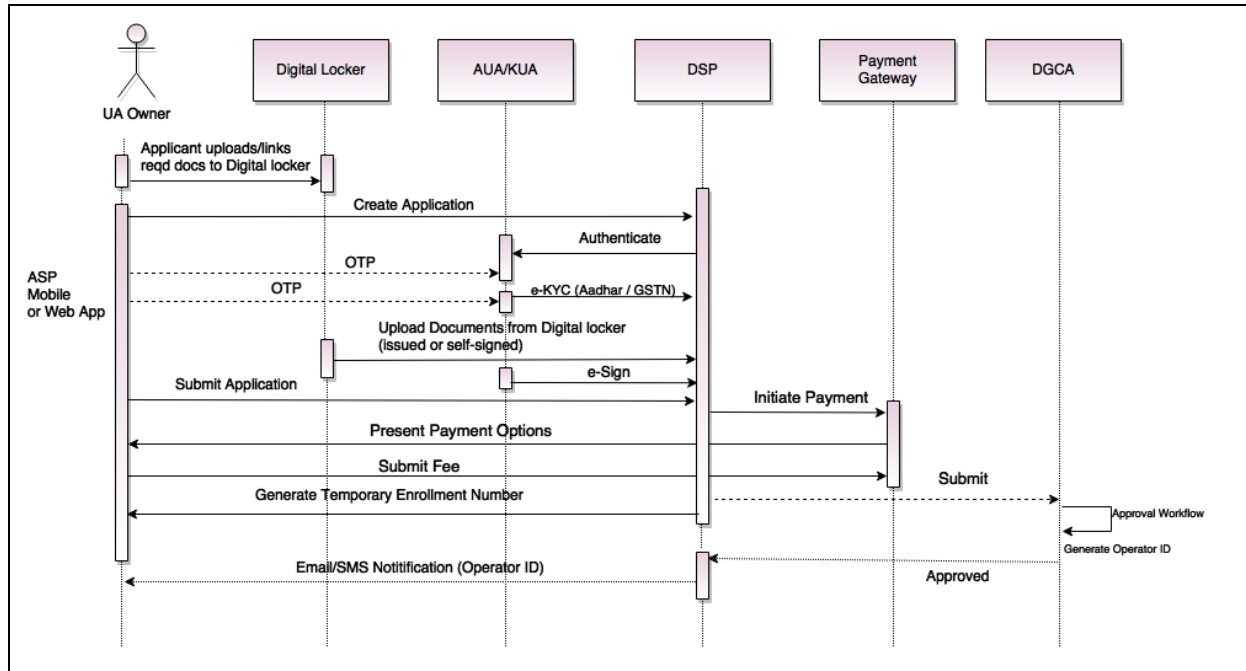 Digital Locker
AUA/KUA
DSP
Payment
Gateway
DGCA
UA Owner
Applicant uploads/links
reqd docs to Digital locker
Create Application
Authenticate
OTP
ASP
Mobile
or Web App
OTP
e-KYC (Aadhar / GSTN)
Upload Documents from Digital locker
(issued or self-signed)
e-Sign
Submit Application
Initiate Payment
Present Payment Options
Submit Fee
Submit
Generate Temporary Enrollment Number
Approval Workflow
Generate Operator ID
Email/SMS Notitification (Operator ID)
Approved